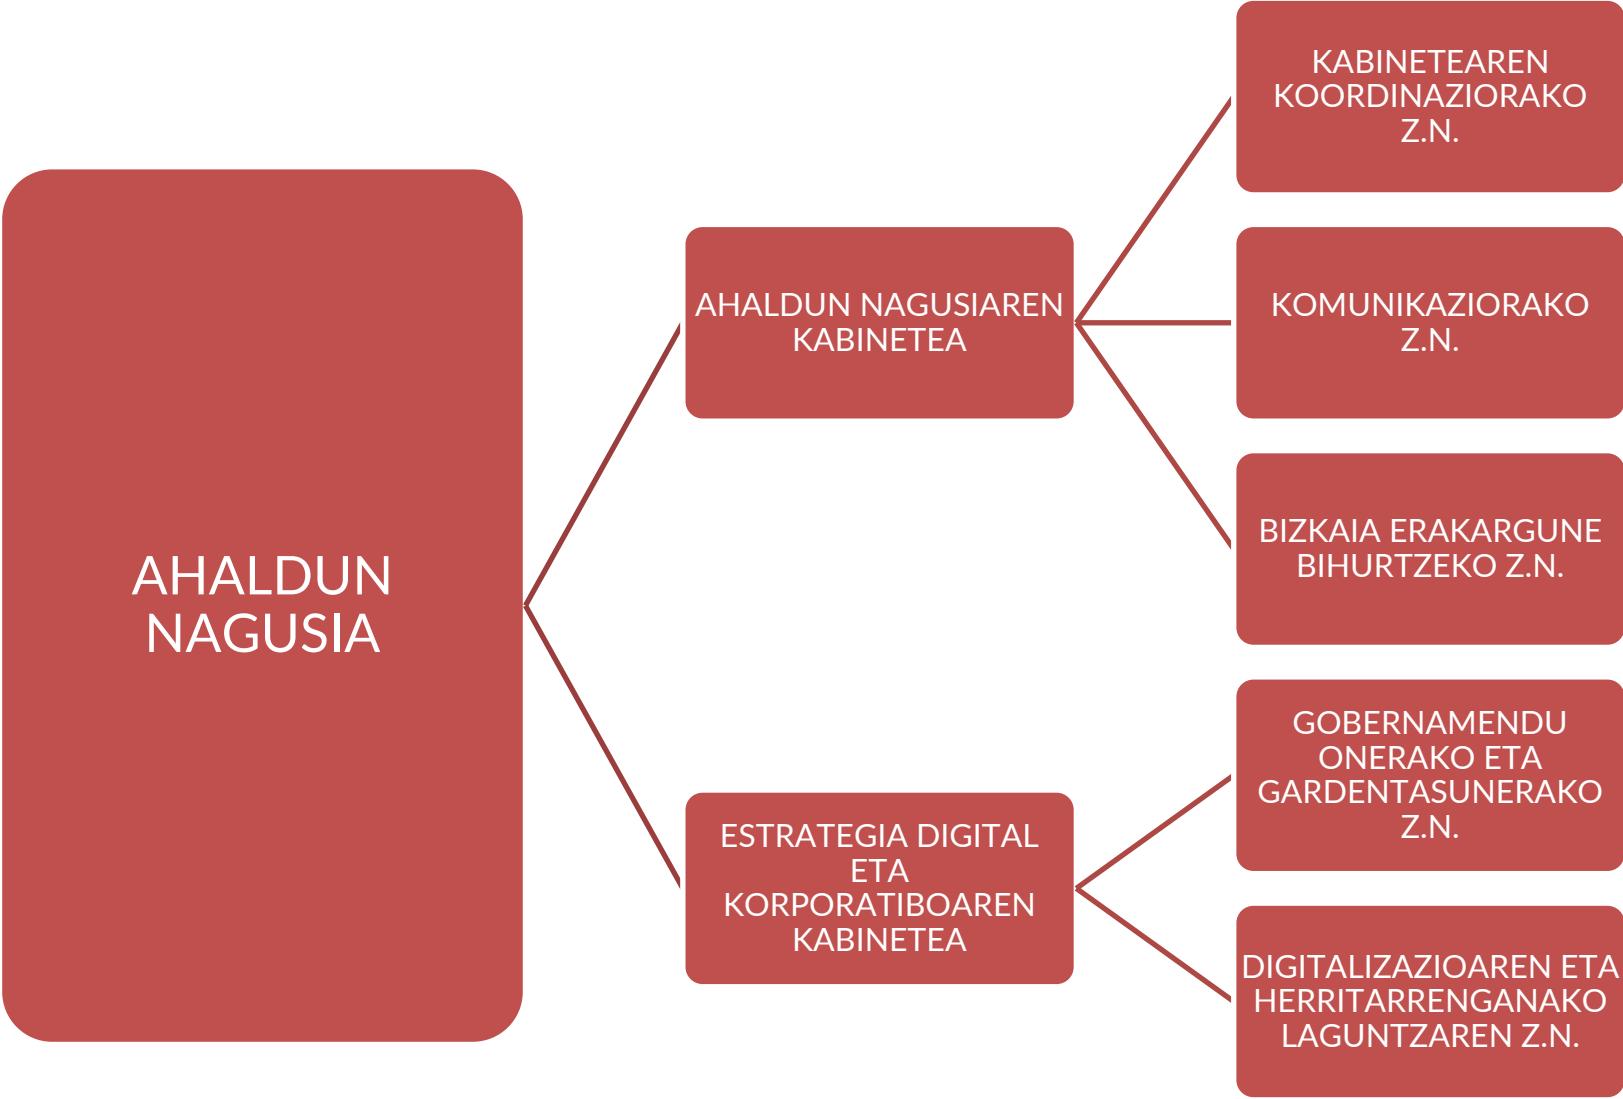 AHALDUN
NAGUSIA
AHALDUN NAGUSIAREN
KABINETEA
KABINETEAREN
KOORDINAZIORAKO
Z.N.
KOMUNIKAZIORAKO
Z.N.
BIZKAIA ERAKARGUNE
BIHURTZEKO Z.N.
ESTRATEGIA DIGITAL
ETA
KORPORATIBOAREN
KABINETEA
GOBERNAMENDU
ONERAKO ETA
GARDENTASUNERAKO
Z.N.
DIGITALIZAZIOAREN ETA
HERRITARRENGANAKO
LAGUNTZAREN Z.N.